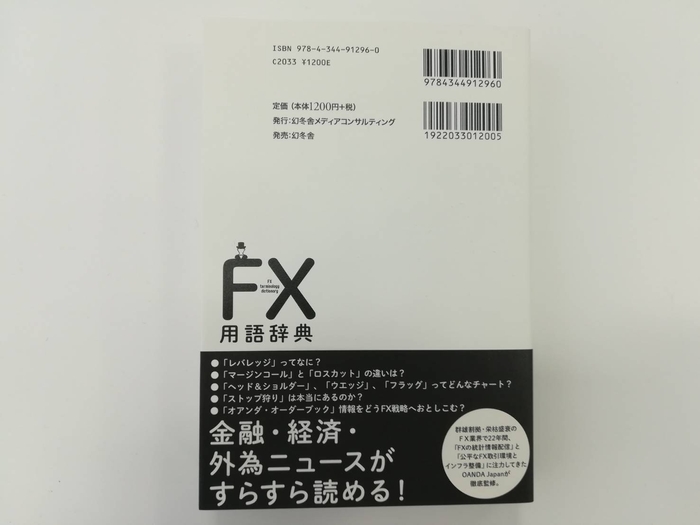 ISBN 978-4-344-91296-0
C2033 ¥1200E
9784344912960
定価 (本体1200円+税)
発行:幻冬舎メディアコンサルティング
発売:幻冬舎
1922033012005
FX
FX
terminology
dictionary
用語辞典
●「レバレッジ」ってなに?
●「マージンコール」と「ロスカット」の違いは?
●「ヘッド&ショルダー」、「ウエッジ」、「フラッグ」ってどんなチャート?
●「ストップ狩り」は本当にあるのか?
●「オアンダ・オーダーブック」情報をどうFX戦略へおとしこむ?
金融・経済・
外為ニュースが
すらすら読める!
群雄割拠・栄枯盛衰の
FX業界で22年間、
「FXの統計情報配信」と
「公平なFX取引環境と
インフラ整備」に注力してきた
OANDA Japanが
徹底監修。